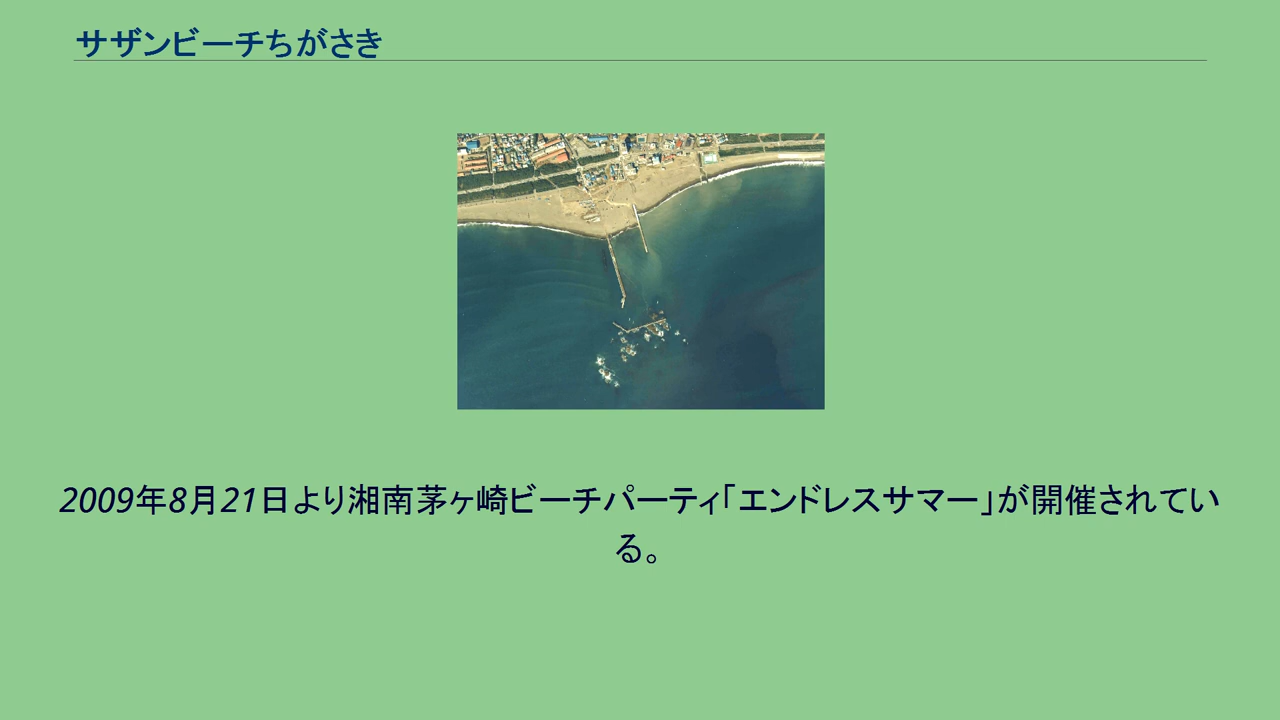 サザンビーチちがさき
2009年8月21日より湘南茅ヶ崎ビーチパーティ「エンドレスサマー」が開催されてい
る。